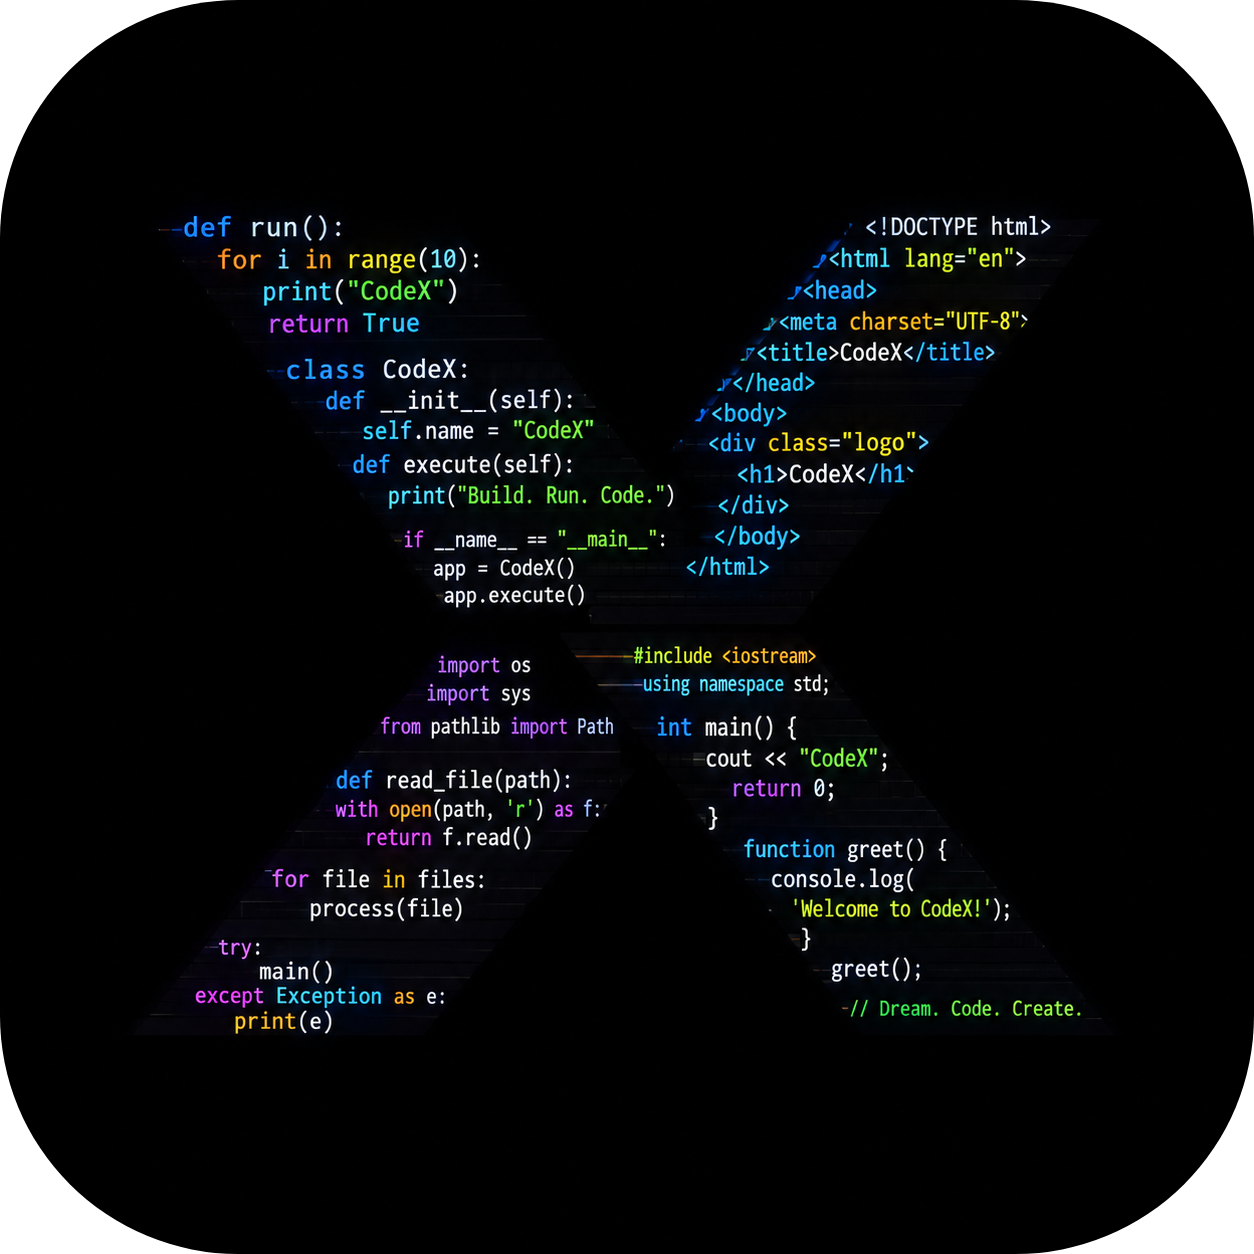 def run():
for i in range(10):
print("CodeX")
return True
class CodeX:
def __init__(self):
self.name = "CodeX"
def execute(self):
print("Build. Run. Code.")
if __name__ == "__main__":
app = CodeX()
app.execute()
<!DOCTYPE html>
<html lang="en">
<head>
<meta charset="UTF-8">
<title>CodeX</title>
</head>
<body>
<div class="logo">
<h1>CodeX</h1
</div>
</body>
</html>
import os
import sys
from pathlib import Path
def read_file(path):
with open(path, 'r') as f:
return f.read()
for file in files:
process(file)
try:
main()
except Exception as e:
print(e)
#include <iostream>
using namespace std;
int main() {
cout << "CodeX";
return 0;
}
function greet() {
console.log(
'Welcome to CodeX!');
}
greet();
// Dream. Code. Create.